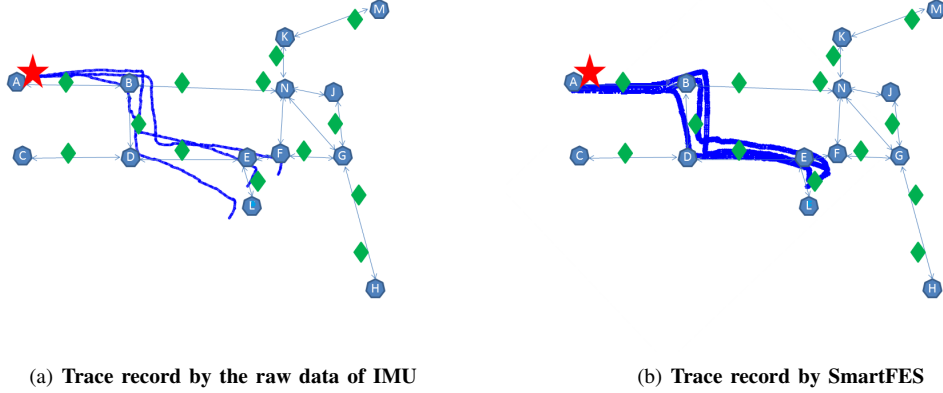 M
K
A
B
N
J
C
D
E
F
G
L
H
M
K
A
B
N
J
C
D
E
F
G
L
H
(a) Trace record by the raw data of IMU
(b) Trace record by SmartFES